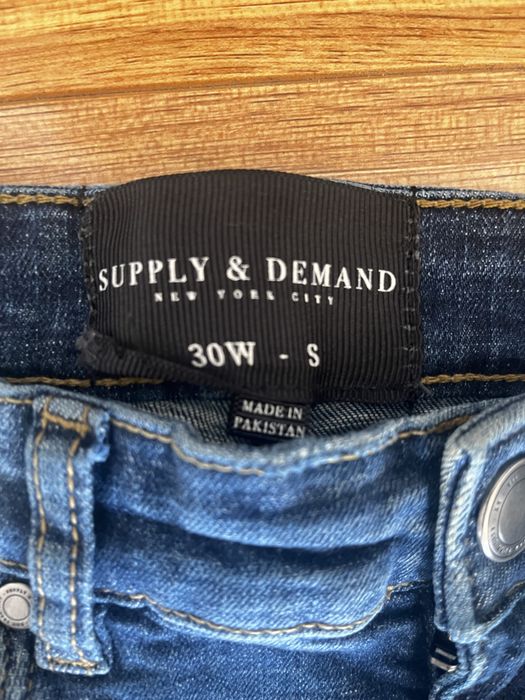 SUPPLY & DEMAND
NEW YORK CITY
30W - S
MADE IN
PAKISTAN